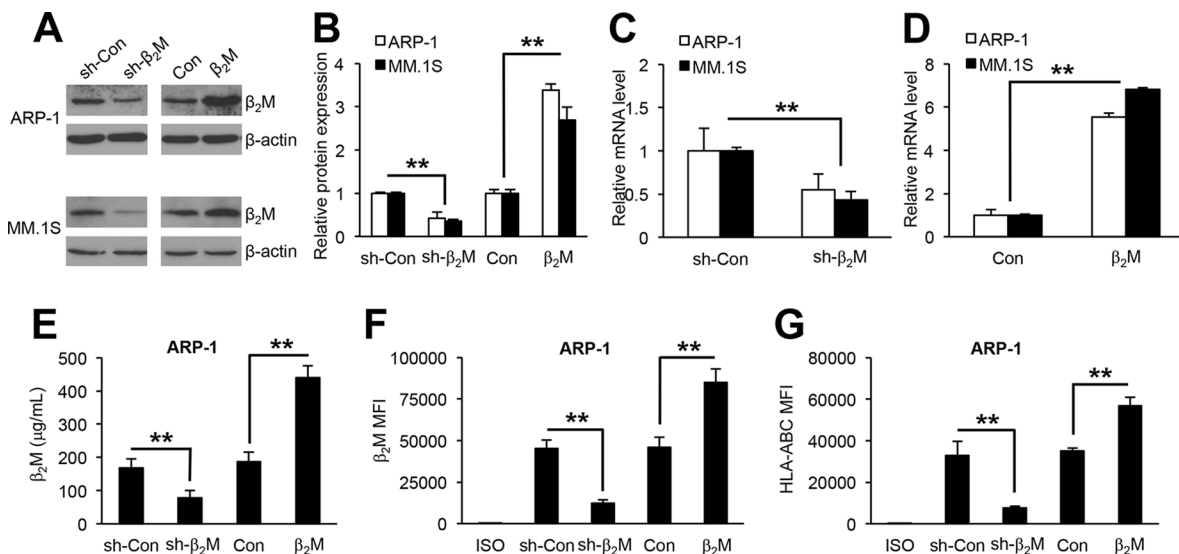 A
sh-Con sh-β₂M Con β₂M
ARP-1
β₂M
β-actin
MM.1S
β₂M
β-actin
B
ARP-1
MM.1S
**
**
Relative protein expression
4
3
2
1
0
sh-Con sh-β₂M Con β₂M
C
ARP-1
MM.1S
**
Relative mRNA level
2
1.5
1
0.5
0
sh-Con sh-β₂M
D
ARP-1
MM.1S
**
Relative mRNA level
8
6
4
2
0
Con β₂M
E
ARP-1
**
**
β₂M (μg/mL)
500
400
300
200
100
0
sh-Con sh-β₂M Con β₂M
F
ARP-1
**
**
β₂M MFI
100000
75000
50000
25000
0
ISO sh-Con sh-β₂M Con β₂M
G
ARP-1
**
**
HLA-ABC MFI
80000
60000
40000
20000
0
ISO sh-Con sh-β₂M Con β₂M